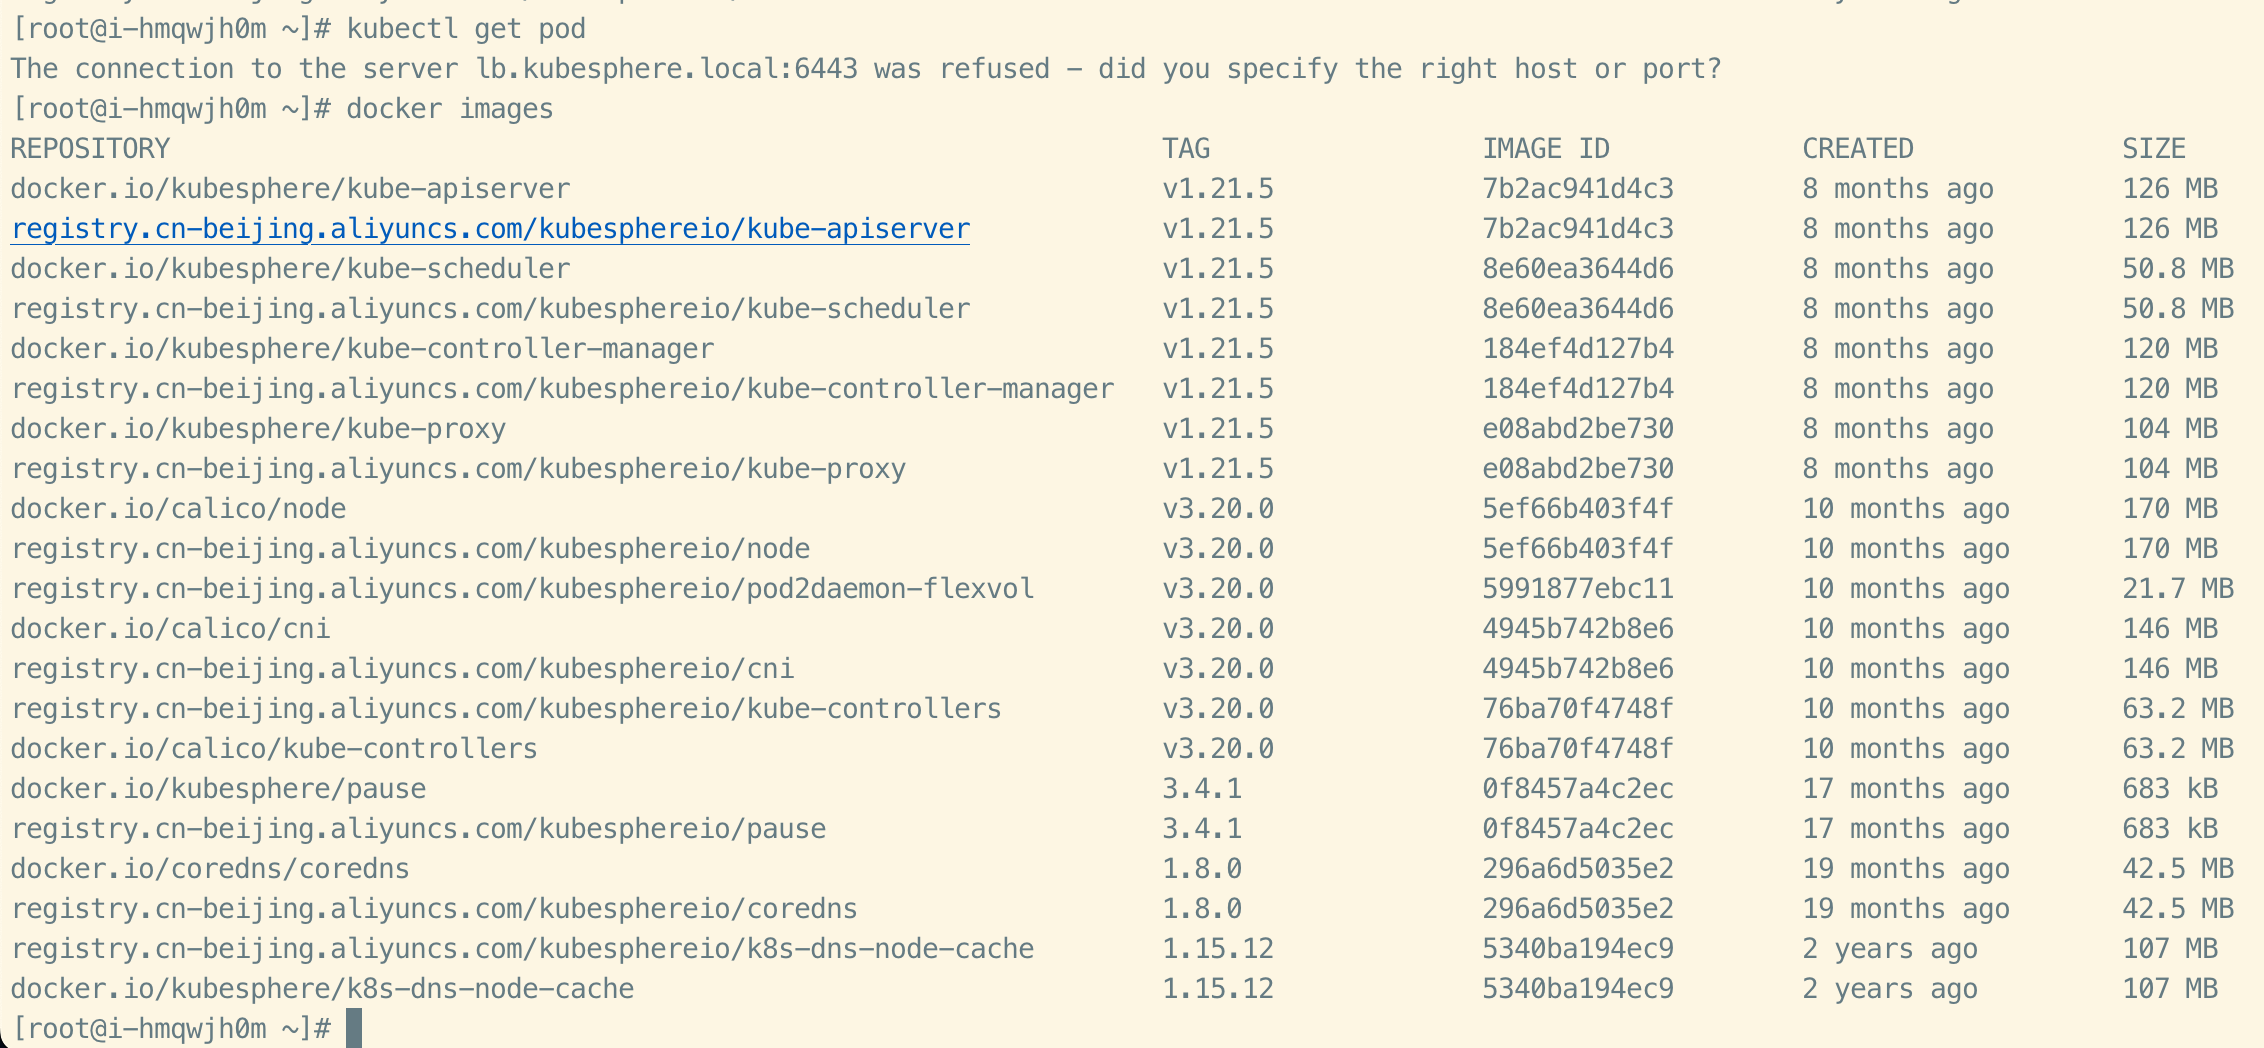 [root@i-hmqwjh0m ~]# kubectl get pod
The connection to the server lb.kubesphere.local:6443 was refused - did you specify the right host or port?
[root@i-hmqwjh0m ~]# docker images
REPOSITORY TAG IMAGE ID CREATED SIZE
docker.io/kubesphere/kube-apiserver v1.21.5 7b2ac941d4c3 8 months ago 126 MB
registry.cn-beijing.aliyuncs.com/kubesphereio/kube-apiserver v1.21.5 7b2ac941d4c3 8 months ago 126 MB
docker.io/kubesphere/kube-scheduler v1.21.5 8e60ea3644d6 8 months ago 50.8 MB
registry.cn-beijing.aliyuncs.com/kubesphereio/kube-scheduler v1.21.5 8e60ea3644d6 8 months ago 50.8 MB
docker.io/kubesphere/kube-controller-manager v1.21.5 184ef4d127b4 8 months ago 120 MB
registry.cn-beijing.aliyuncs.com/kubesphereio/kube-controller-manager v1.21.5 184ef4d127b4 8 months ago 120 MB
docker.io/kubesphere/kube-proxy v1.21.5 e08abd2be730 8 months ago 104 MB
registry.cn-beijing.aliyuncs.com/kubesphereio/kube-proxy v1.21.5 e08abd2be730 8 months ago 104 MB
docker.io/calico/node v3.20.0 5ef66b403f4f 10 months ago 170 MB
registry.cn-beijing.aliyuncs.com/kubesphereio/node v3.20.0 5ef66b403f4f 10 months ago 170 MB
registry.cn-beijing.aliyuncs.com/kubesphereio/pod2daemon-flexvol v3.20.0 5991877ebc11 10 months ago 21.7 MB
docker.io/calico/cni v3.20.0 4945b742b8e6 10 months ago 146 MB
registry.cn-beijing.aliyuncs.com/kubesphereio/cni v3.20.0 4945b742b8e6 10 months ago 146 MB
registry.cn-beijing.aliyuncs.com/kubesphereio/kube-controllers v3.20.0 76ba70f4748f 10 months ago 63.2 MB
docker.io/calico/kube-controllers v3.20.0 76ba70f4748f 10 months ago 63.2 MB
docker.io/kubesphere/pause 3.4.1 0f8457a4c2ec 17 months ago 683 kB
registry.cn-beijing.aliyuncs.com/kubesphereio/pause 3.4.1 0f8457a4c2ec 17 months ago 683 kB
docker.io/coredns/coredns 1.8.0 296a6d5035e2 19 months ago 42.5 MB
registry.cn-beijing.aliyuncs.com/kubesphereio/coredns 1.8.0 296a6d5035e2 19 months ago 42.5 MB
registry.cn-beijing.aliyuncs.com/kubesphereio/k8s-dns-node-cache 1.15.12 5340ba194ec9 2 years ago 107 MB
docker.io/kubesphere/k8s-dns-node-cache 1.15.12 5340ba194ec9 2 years ago 107 MB
[root@i-hmqwjh0m ~]#